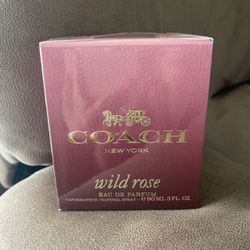 COACH
NEW YORK
wild rose
EAU DE PARFUM
VAPORISATEUR / NATURAL SPRAY - ℮ 90 ML 3 FL. OZ.